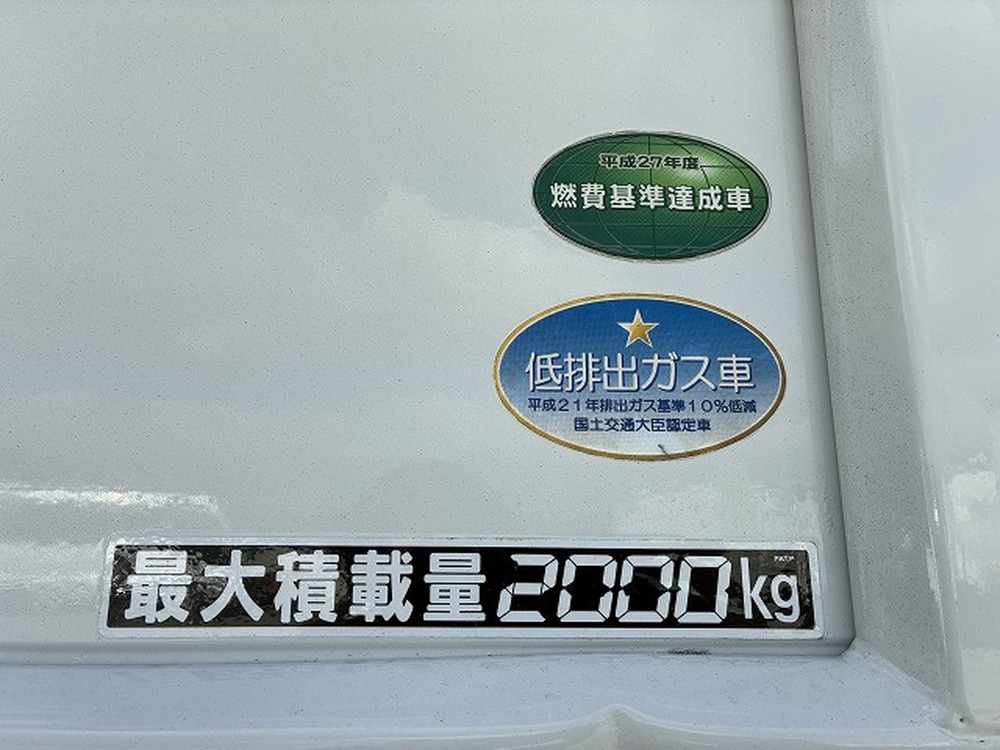 平成27年度
燃費基準達成車
低排出ガス車
平成21年排出ガス基準10%低減
国土交通大臣認定車
最大積載量2000kg